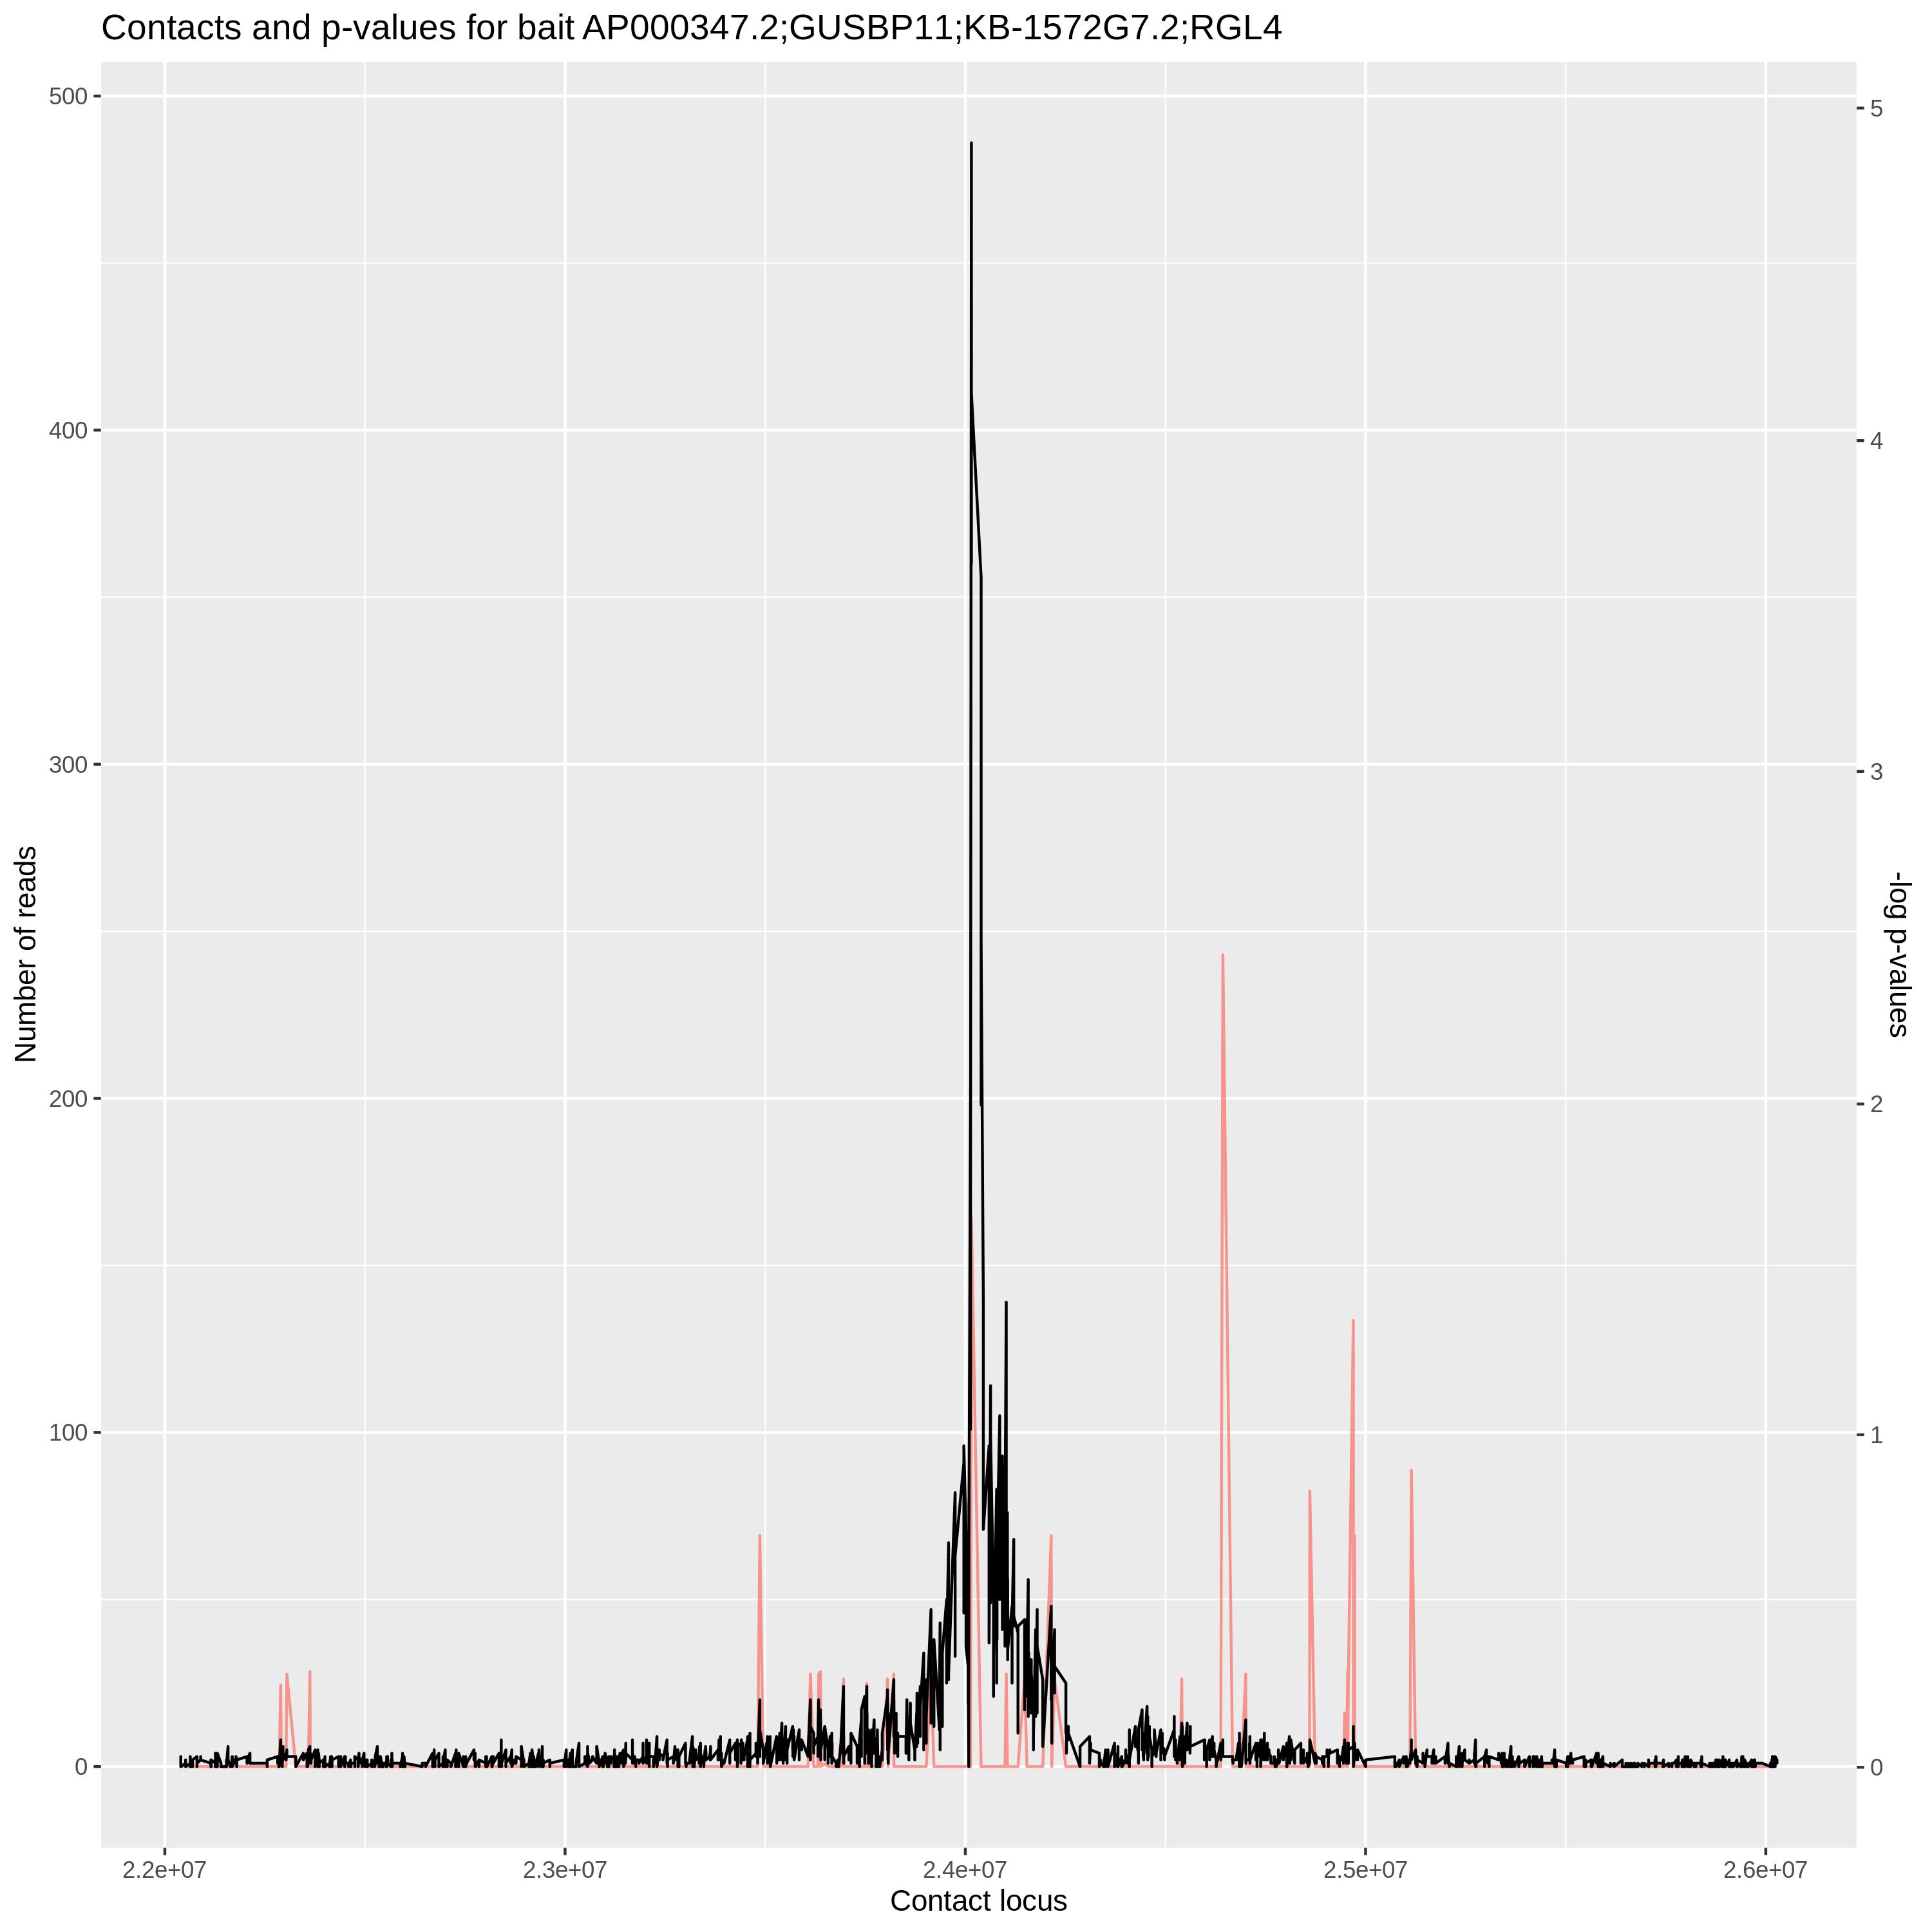 Contacts and p-values for bait AP000347.2;GUSBP11;KB-1572G7.2;RGL4
500
400
300
200
100
0
Number of reads
5
4
3
2
1
0
-log p-values
2.2e+07
2.3e+07
2.4e+07
2.5e+07
2.6e+07
Contact locus